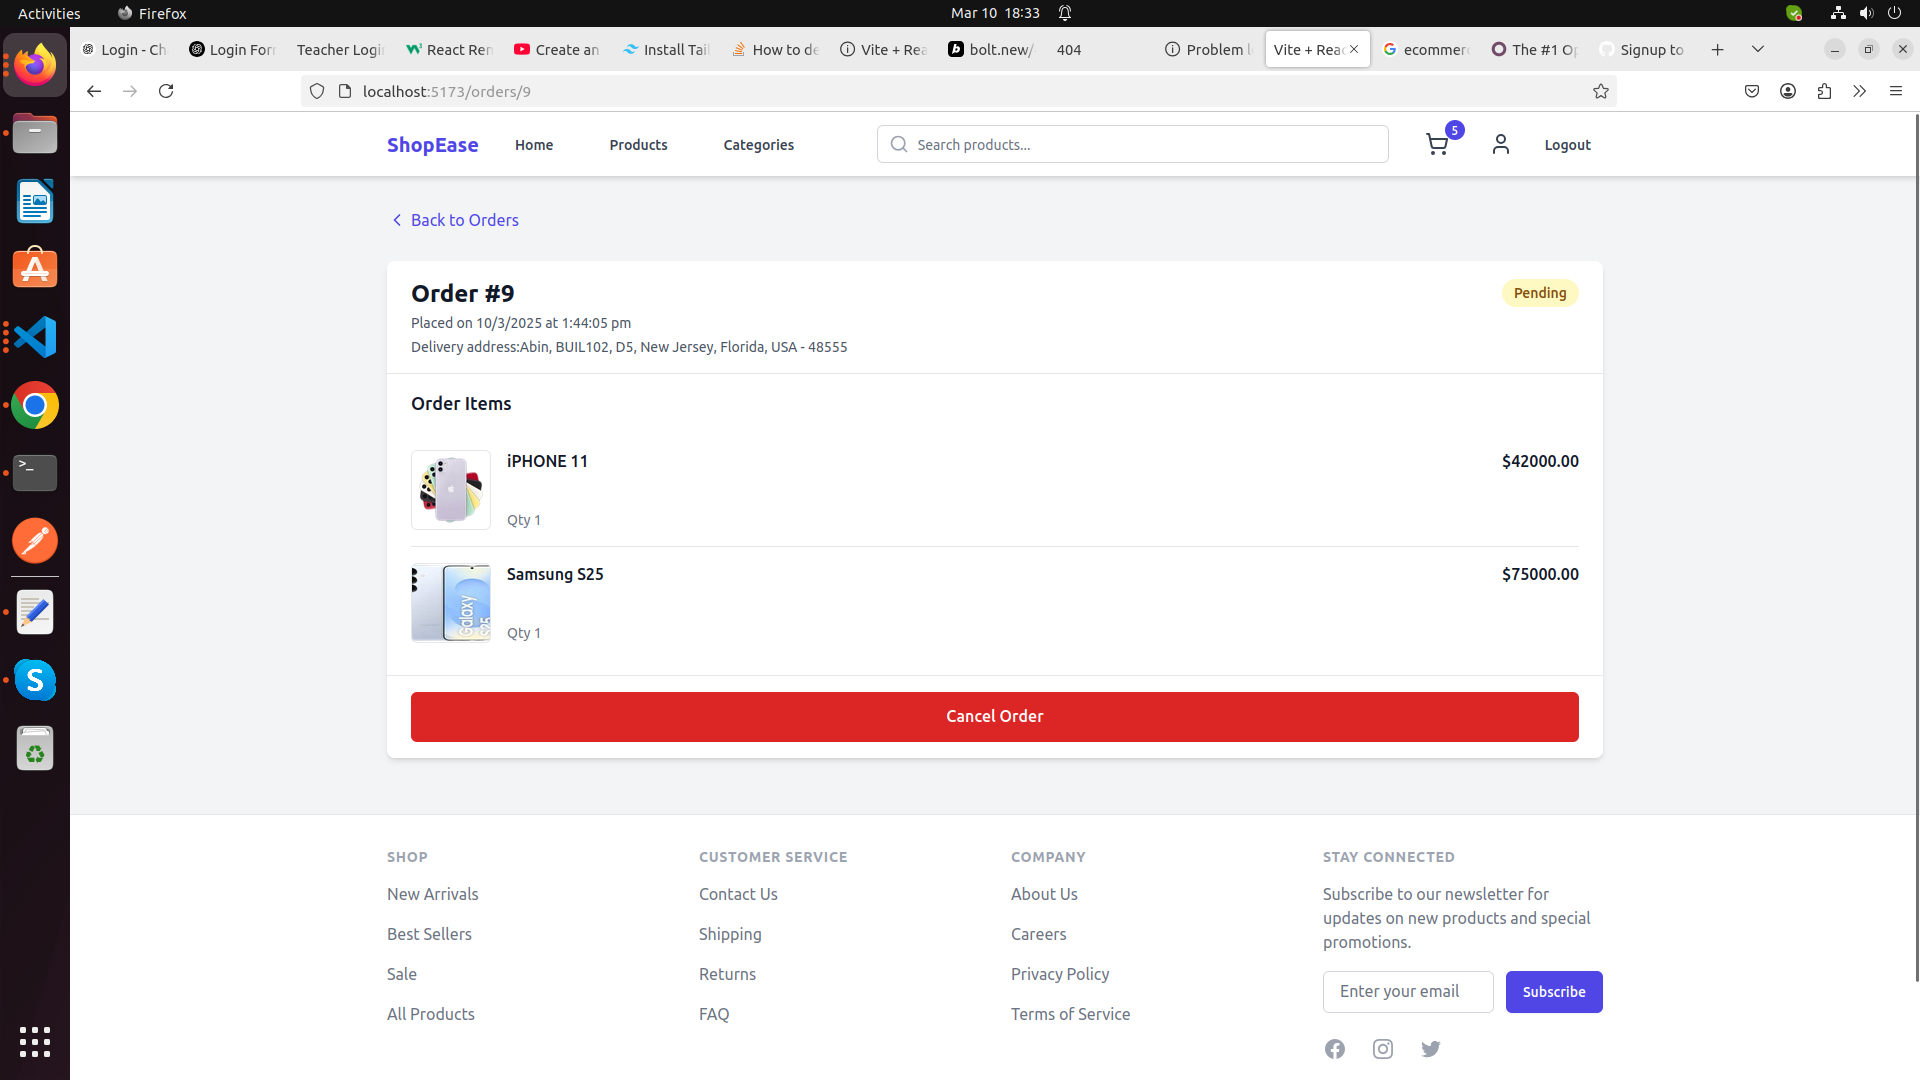 Activities
Firefox
Mar 10 18:33
Login - Ch
Login For
Teacher Logi
React Ren
Create an
Install Tail
How to de
Vite + Rea
bolt.new/
404
Problem l
Vite + Reac
ecommer
The #1 Op
Signup to
localhost:5173/orders/9
ShopEase
Home
Products
Categories
Search products...
5
Logout
Back to Orders
Order #9
Pending
Placed on 10/3/2025 at 1:44:05 pm
Delivery address:Abin, BUIL102, D5, New Jersey, Florida, USA - 48555
Order Items
iPHONE 11
$42000.00
Qty 1
Samsung S25
$75000.00
Galaxy S25
Qty 1
Cancel Order
SHOP
New Arrivals
Best Sellers
Sale
All Products
CUSTOMER SERVICE
Contact Us
Shipping
Returns
FAQ
COMPANY
About Us
Careers
Privacy Policy
Terms of Service
STAY CONNECTED
Subscribe to our newsletter for
updates on new products and special
promotions.
Enter your email
Subscribe